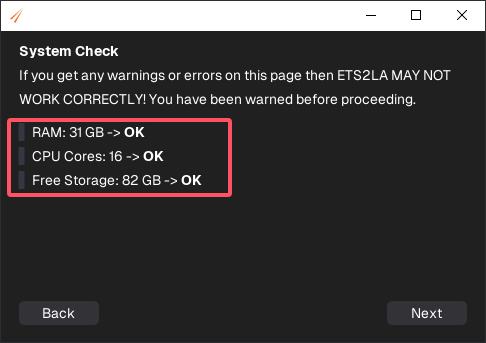 System Check
If you get any warnings or errors on this page then ETS2LA MAY NOT
WORK CORRECTLY! You have been warned before proceeding.
RAM: 31 GB -> OK
CPU Cores: 16 -> OK
Free Storage: 82 GB -> OK
Back
Next